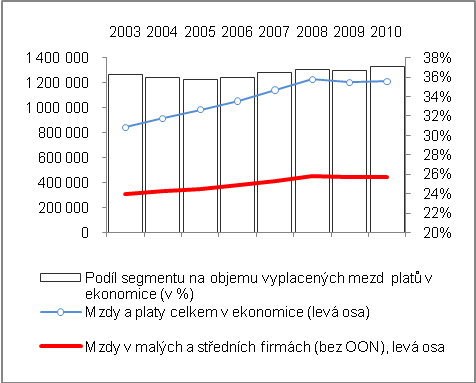 2003 2004 2005 2006 2007 2008 2009 2010
1 400 000
1 200 000
1 000 000
800 000
600 000
400 000
200 000
0
38%
36%
34%
32%
30%
28%
26%
24%
22%
20%
Podíl segmentu na objemu vyplacených mezd platů v
ekonomice (v %)
Mzdy a platy celkem v ekonomice (levá osa)
Mzdy v malých a středních firmách (bez OON), levá osa